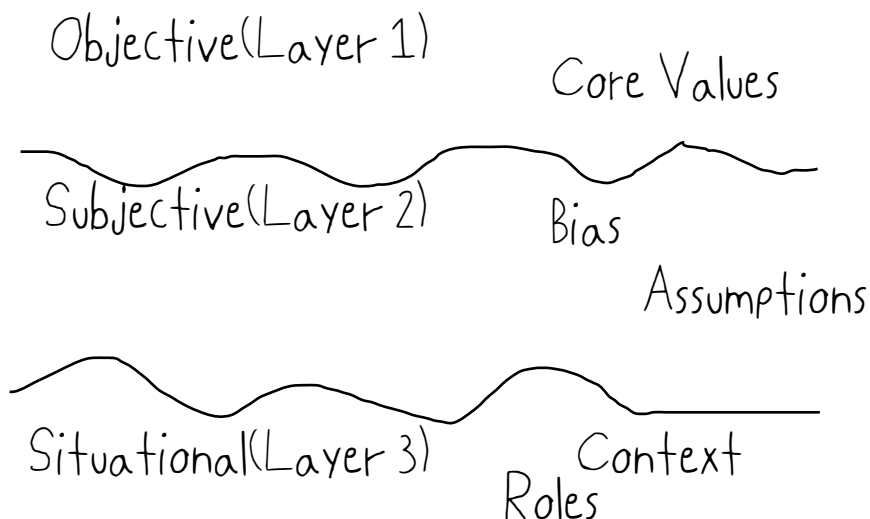 Objective(Layer 1)
Core Values
Subjective(Layer 2)
Bias
Assumptions
Situational(Layer 3)
Context
Roles